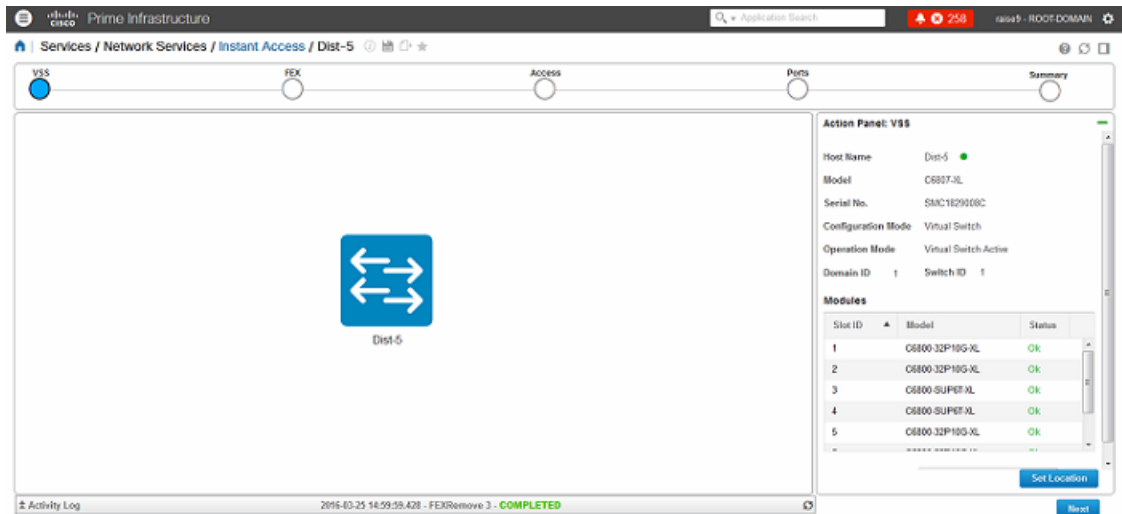 cisco Prime Infrastructure
Application Search
258
ROOT-DOMAIN
Services / Network Services / Instant Access / Dist-5
VSS
FEX
Access
Ports
Summary
Dist-5
Action Panel: VSS
Host Name Dist-5
Model C6807-XL
Serial No. SMC1829008C
Configuration Mode Virtual Switch
Operation Mode Virtual Switch Active
Domain ID 1 Switch ID 1
Modules
Slot ID Model Status
1 C6800-32P10G-XL Ok
2 C6800-32P10G-XL Ok
3 C6800-SUP6T-XL Ok
4 C6800-SUP6T-XL Ok
5 C6800-32P10G-XL Ok
Set Location
Activity Log
2016-03-25 14:59:59.428 - FEXRemove 3 - COMPLETED
Next